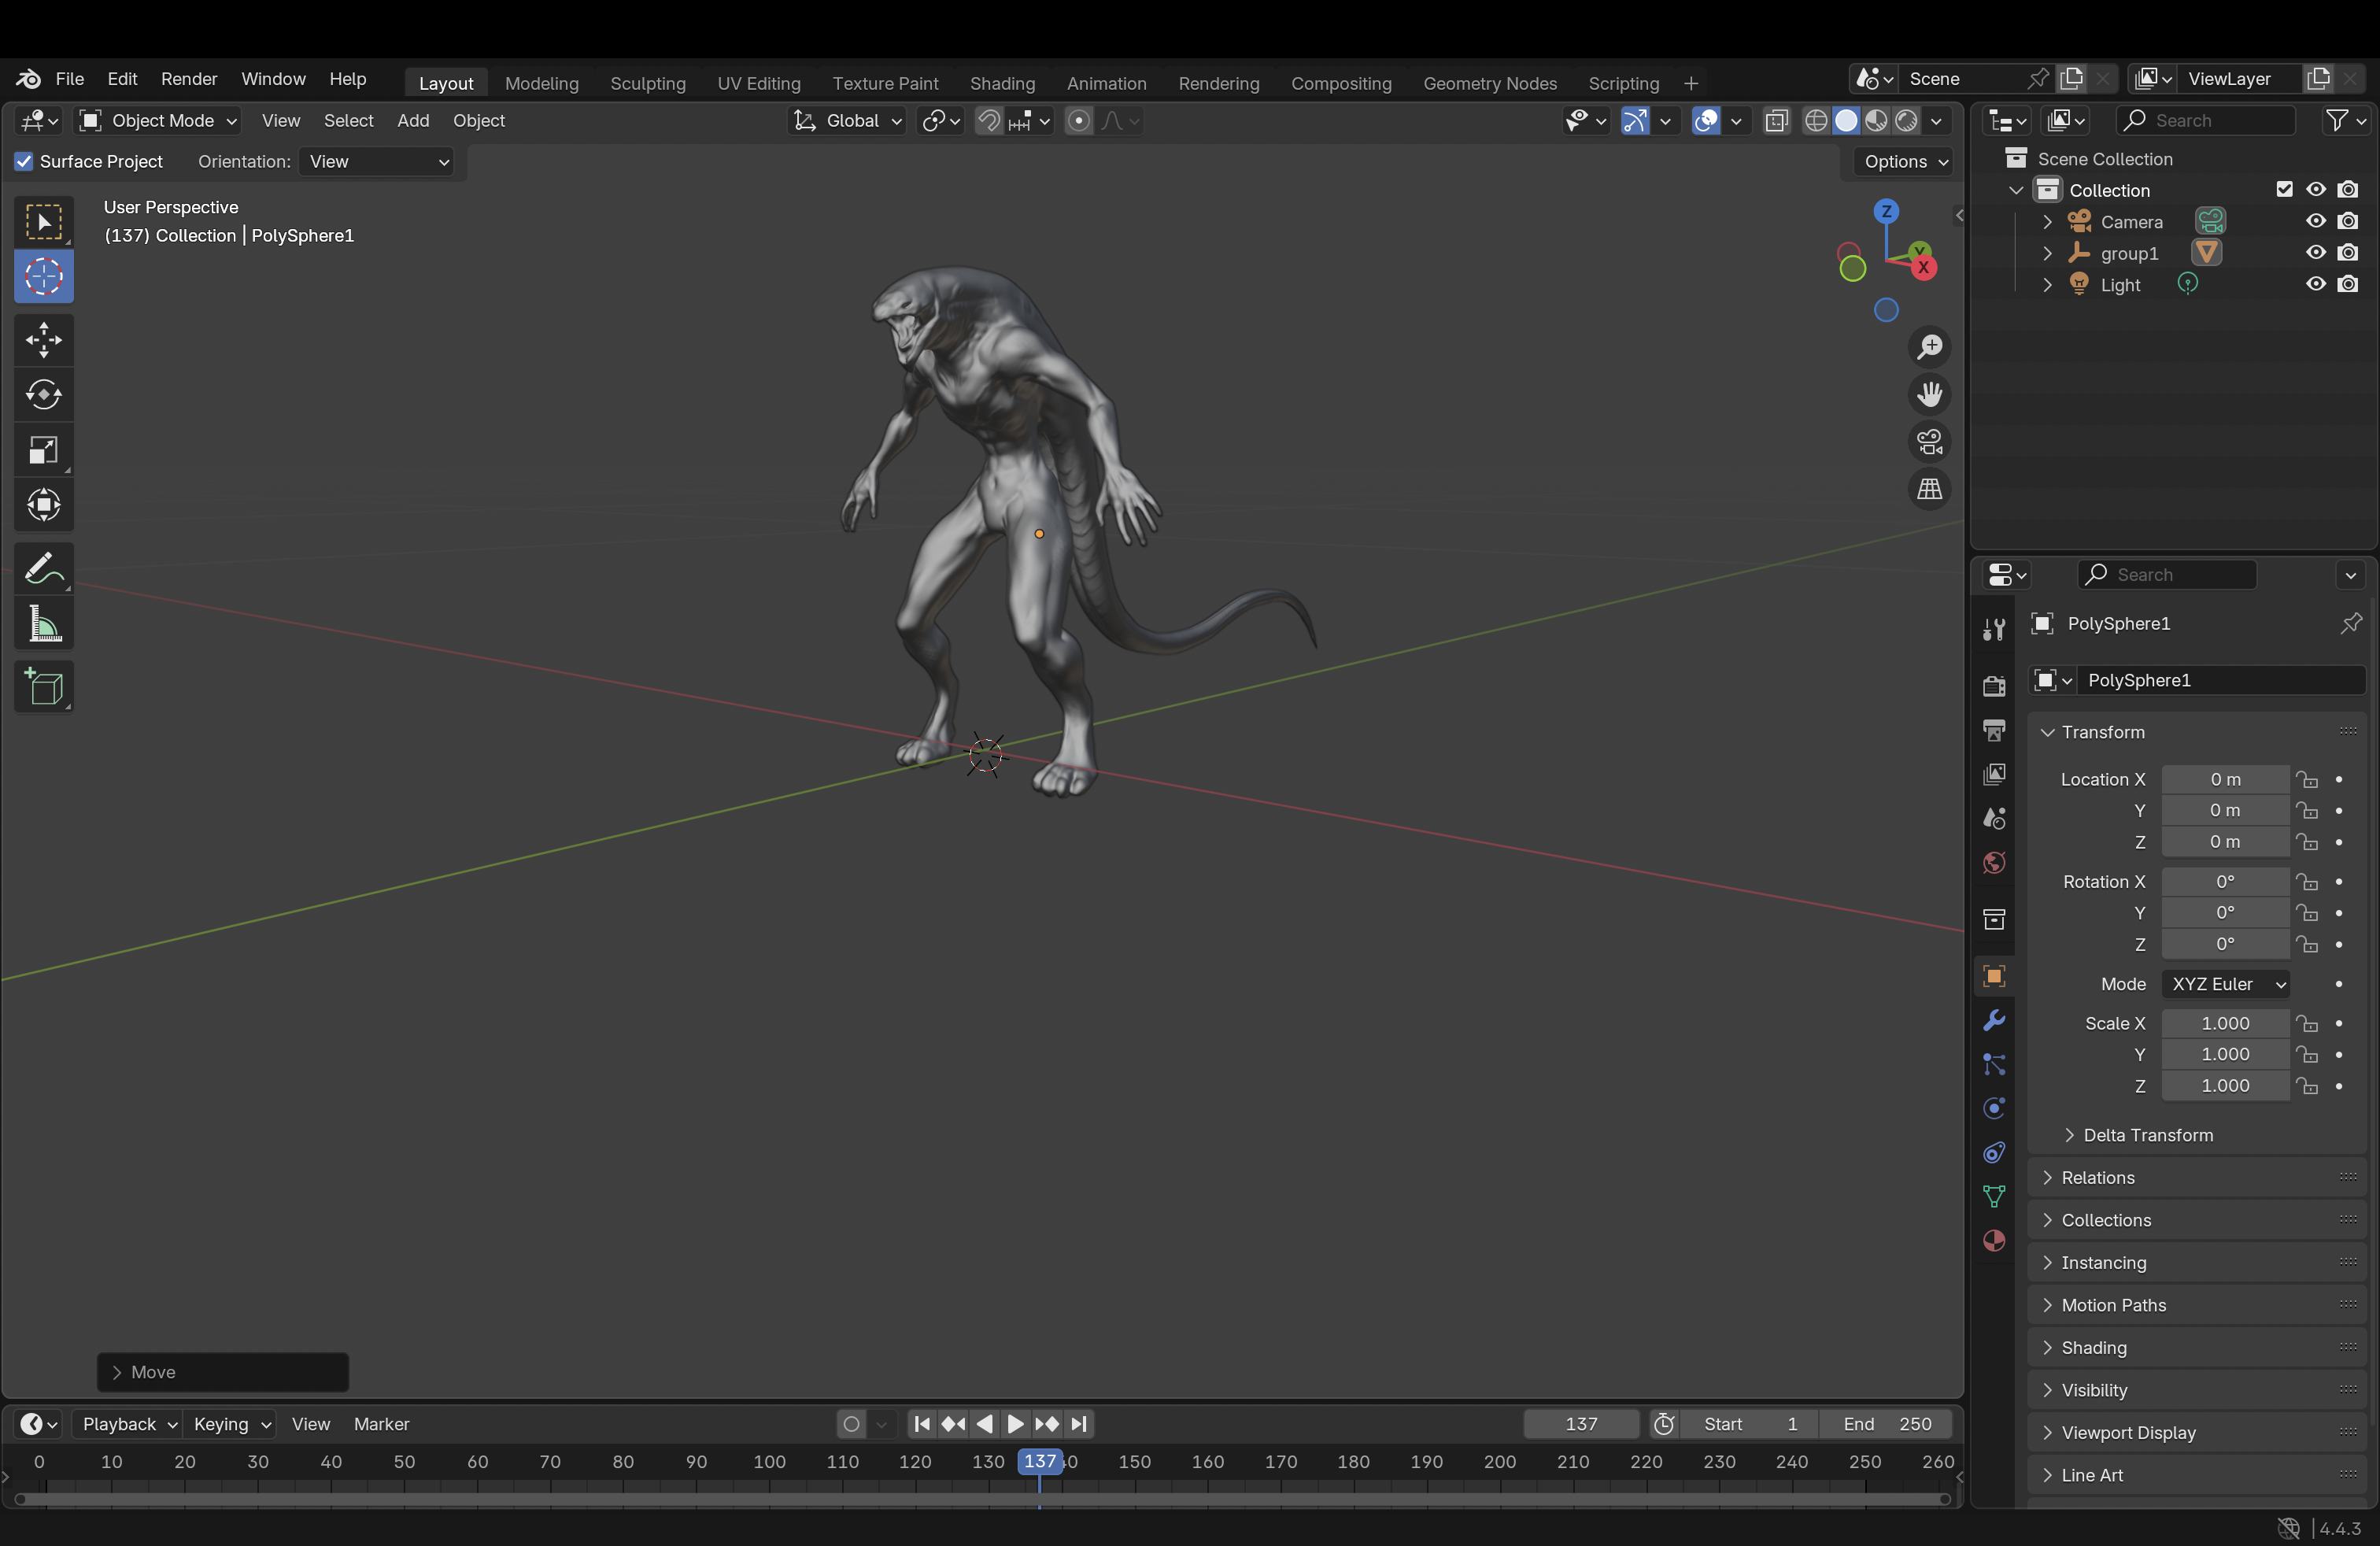 File Edit Render Window Help Layout Modeling Sculpting UV Editing Texture Paint Shading Animation Rendering Compositing Geometry Nodes Scripting + Scene ViewLayer
Object Mode View Select Add Object Global Search
Surface Project Orientation: View Options
User Perspective
(137) Collection | PolySphere1
Z
Y
X
Scene Collection
Collection
Camera
group1
Light
Search
PolySphere1
PolySphere1
Transform
Location X 0 m
Y 0 m
Z 0 m
Rotation X 0°
Y 0°
Z 0°
Mode XYZ Euler
Scale X 1.000
Y 1.000
Z 1.000
Delta Transform
Relations
Collections
Instancing
Motion Paths
Shading
Visibility
Viewport Display
Line Art
Move
Playback Keying View Marker 137 Start 1 End 250
0 10 20 30 40 50 60 70 80 90 100 110 120 130 137 150 160 170 180 190 200 210 220 230 240 250 260
4.4.3